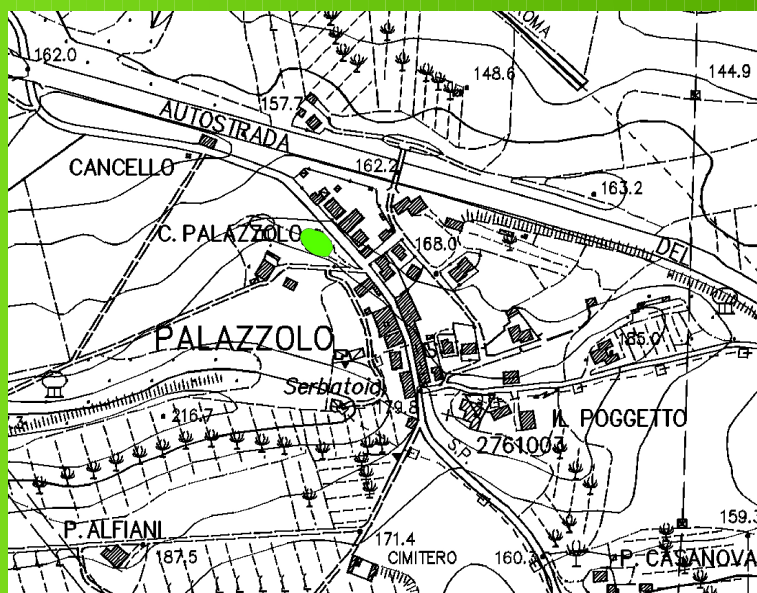 162.0
148.6
144.9
157.7
AUTOSTRADA
CANCELLO
162.2
163.2
C. PALAZZOLO
168.0
DEL
PALAZZOLO
185.0
Serbatoio
179.8
216.7
IL POGGETTO
S.P.
2761003
P. ALFIANI
187.5
171.4
CIMITERO
160.3
159.3
P. CASANOVA